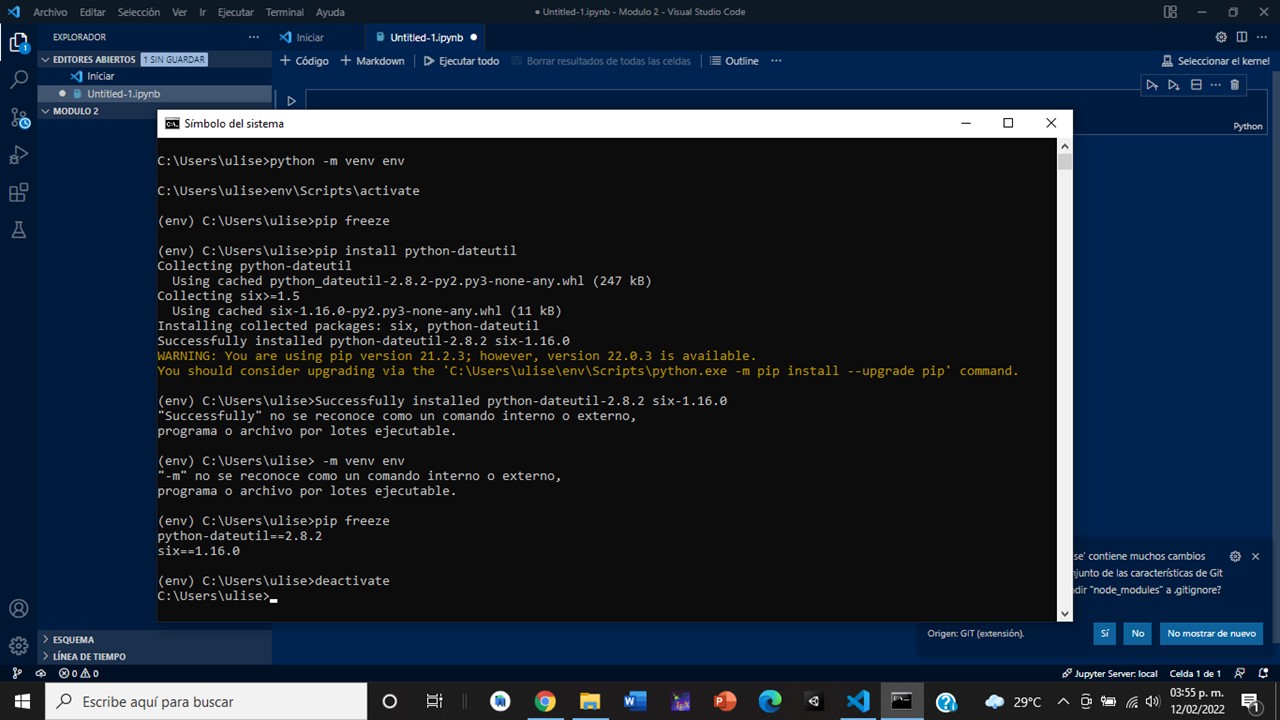 Archivo Editar Selección Ver Ir Ejecutar Terminal Ayuda
● Untitled-1.ipynb - Modulo 2 - Visual Studio Code
EXPLORADOR
Iniciar
Untitled-1.ipynb ●
EDITORES ABIERTOS 1 SIN GUARDAR
Iniciar
● Untitled-1.ipynb
MODULO 2
+ Código + Markdown Ejecutar todo Borrar resultados de todas las celdas Outline ···
Seleccionar el kernel
Python
Símbolo del sistema
C:\Users\ulise>python -m venv env
C:\Users\ulise>env\Scripts\activate
(env) C:\Users\ulise>pip freeze
(env) C:\Users\ulise>pip install python-dateutil
Collecting python-dateutil
  Using cached python_dateutil-2.8.2-py2.py3-none-any.whl (247 kB)
Collecting six>=1.5
  Using cached six-1.16.0-py2.py3-none-any.whl (11 kB)
Installing collected packages: six, python-dateutil
Successfully installed python-dateutil-2.8.2 six-1.16.0
WARNING: You are using pip version 21.2.3; however, version 22.0.3 is available.
You should consider upgrading via the 'C:\Users\ulise\env\Scripts\python.exe -m pip install --upgrade pip' command.
(env) C:\Users\ulise>Successfully installed python-dateutil-2.8.2 six-1.16.0
"Successfully" no se reconoce como un comando interno o externo,
programa o archivo por lotes ejecutable.
(env) C:\Users\ulise> -m venv env
"-m" no se reconoce como un comando interno o externo,
programa o archivo por lotes ejecutable.
(env) C:\Users\ulise>pip freeze
python-dateutil==2.8.2
six==1.16.0
(env) C:\Users\ulise>deactivate
C:\Users\ulise>
se' contiene muchos cambios
njunto de las características de Git
dir "node_modules" a .gitignore?
Origen: GIT (extensión).
Sí
No
No mostrar de nuevo
ESQUEMA
LÍNEA DE TIEMPO
0 0
Jupyter Server: local
Celda 1 de 1
Escribe aquí para buscar
29°C
03:55 p. m.
12/02/2022
1